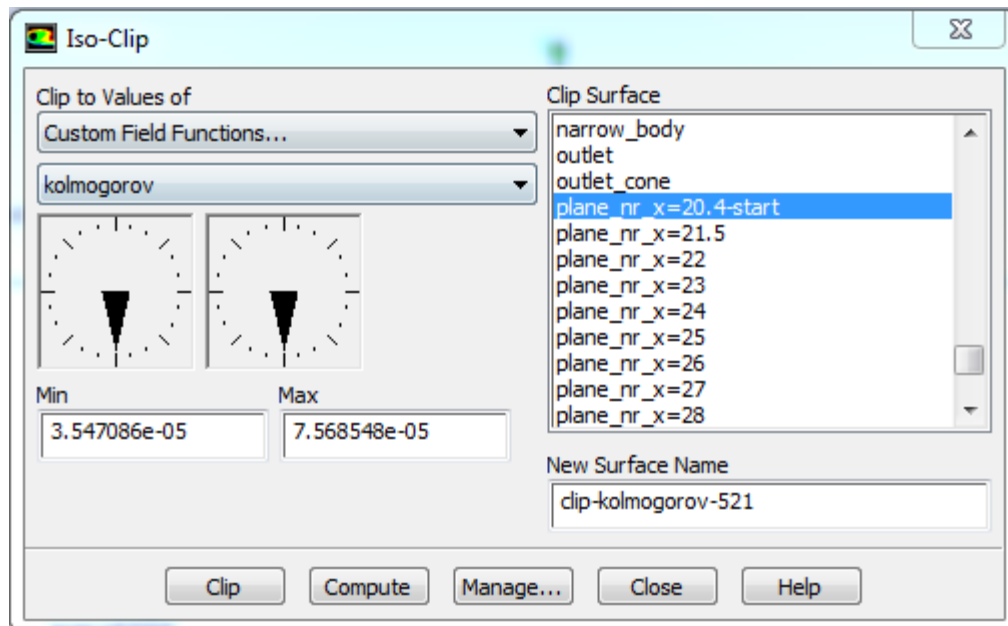 Iso-Clip
Clip to Values of
Custom Field Functions...
kolmogorov
Min
Max
3.547086e-05
7.568548e-05
Clip Surface
narrow_body
outlet
outlet_cone
plane_nr_x=20.4-start
plane_nr_x=21.5
plane_nr_x=22
plane_nr_x=23
plane_nr_x=24
plane_nr_x=25
plane_nr_x=26
plane_nr_x=27
plane_nr_x=28
New Surface Name
clip-kolmogorov-521
Clip
Compute
Manage...
Close
Help